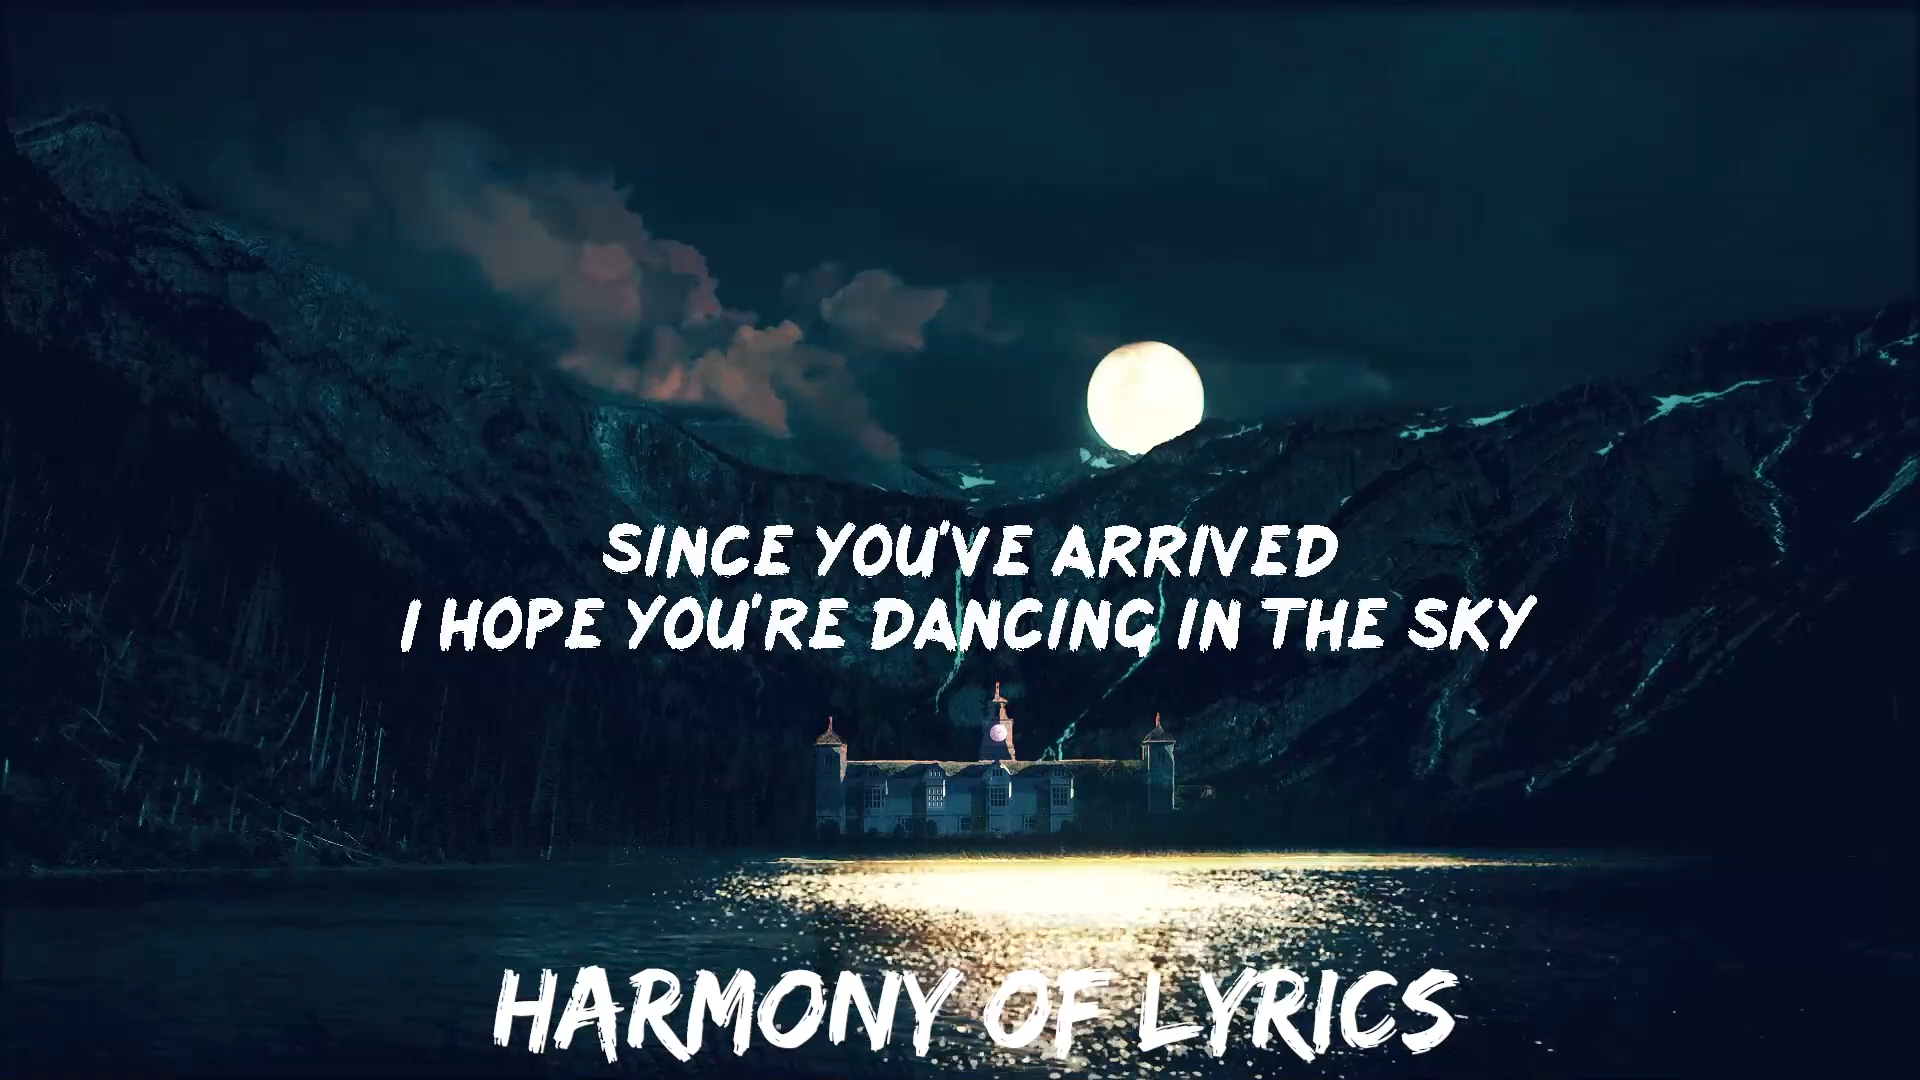 SINCE YOU'VE ARRIVED
I HOPE YOU'RE DANCING IN THE SKY
HARMONY OF LYRICS